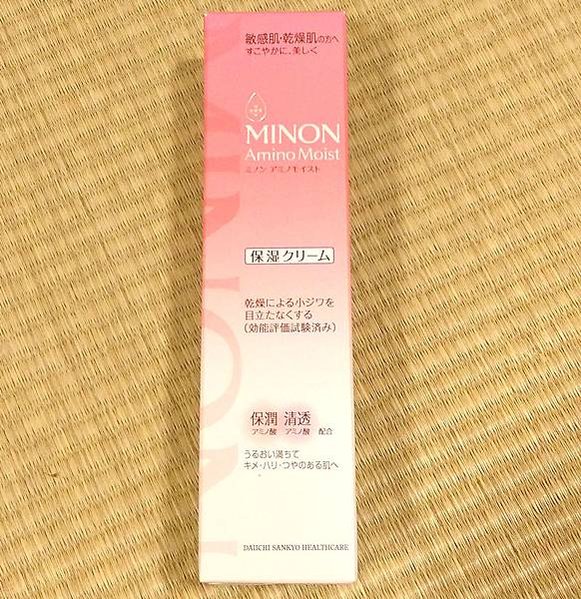 敏感肌・乾燥肌の方へ
すこやかに、美しく
MINON
Amino Moist
ミノン アミノモイスト
保湿クリーム
乾燥による小ジワを
目立たなくする
(効能評価試験済み)
保潤 清透
アミノ酸 アミノ酸 配合
うるおい満ちて
キメ・ハリ・つやのある肌へ
DAIICHI SANKYO HEALTHCARE
MINON